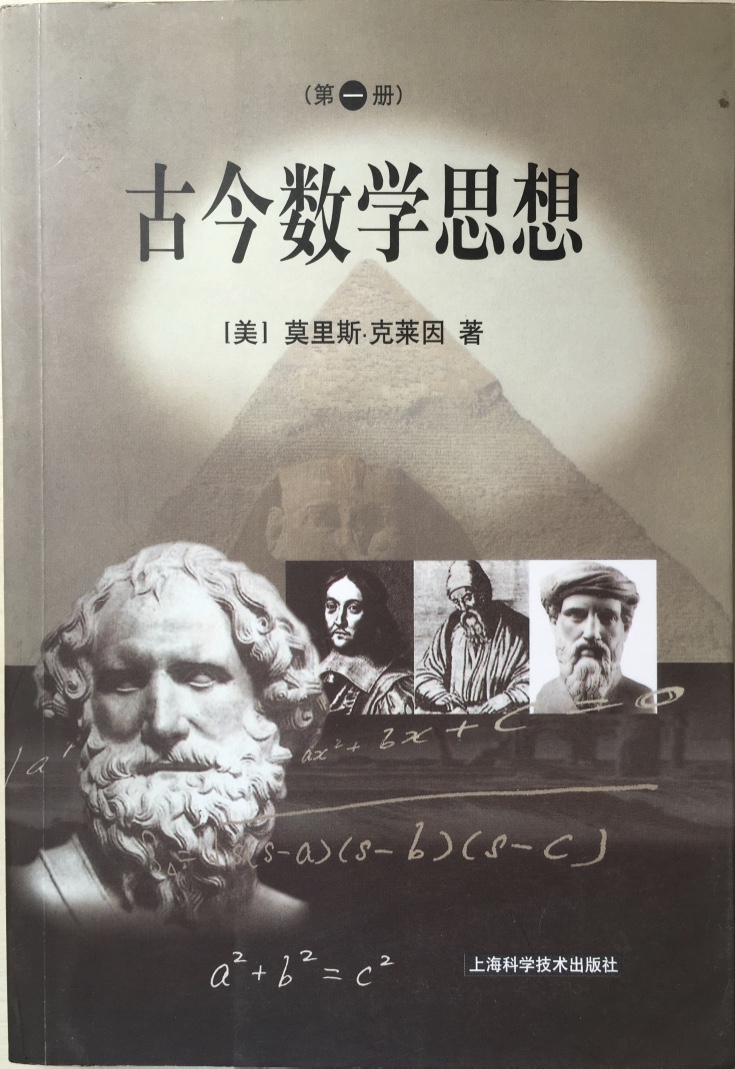 （第一册）
古今数学思想
[美] 莫里斯·克莱因 著
ax²+bx+c=0
(s-a)(s-b)(s-c)
a²+b²=c²
上海科学技术出版社